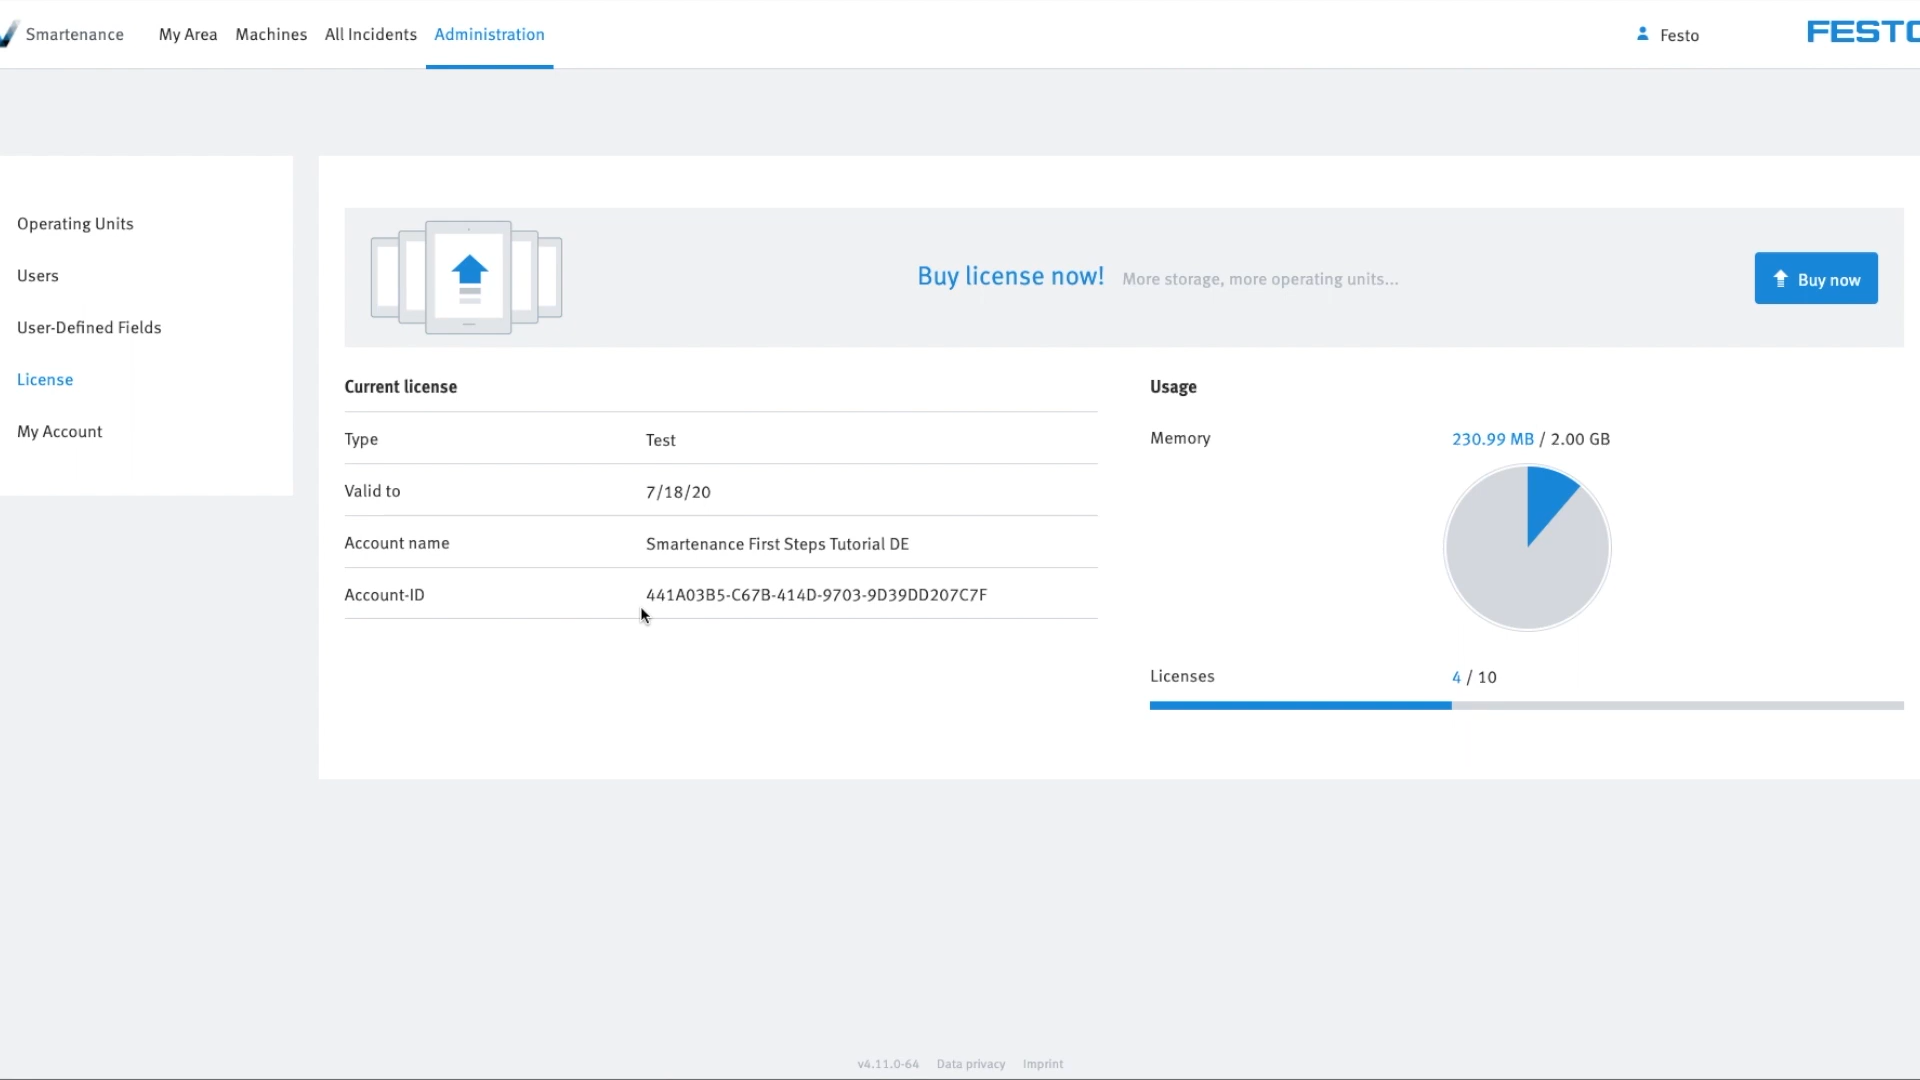 Smartenance My Area Machines All Incidents Administration Festo FESTO
Operating Units
Users
User-Defined Fields
License
My Account
Buy license now! More storage, more operating units... Buy now
Current license
Type Test
Valid to 7/18/20
Account name Smartenance First Steps Tutorial DE
Account-ID 441A03B5-C67B-414D-9703-9D39DD207C7F
Usage
Memory 230.99 MB / 2.00 GB
Licenses 4 / 10
v4.11.0-64 Data privacy Imprint